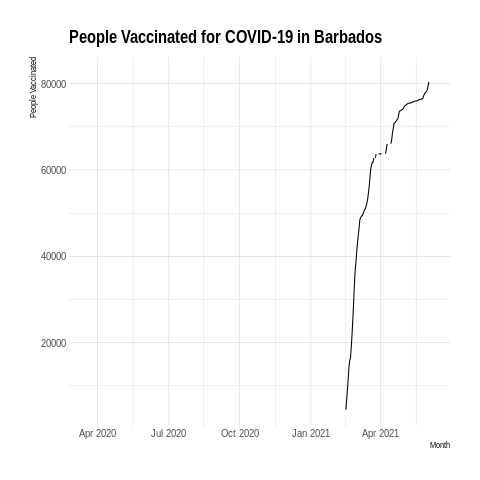 People Vaccinated for COVID-19 in Barbados
People Vaccinated
80000
60000
40000
20000
Apr 2020
Jul 2020
Oct 2020
Jan 2021
Apr 2021
Month